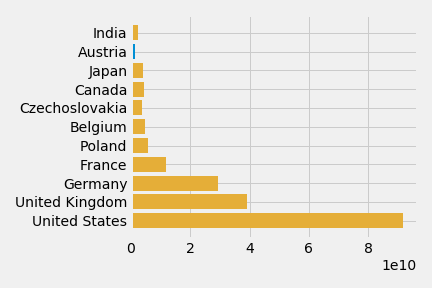 India
Austria
Japan
Canada
Czechoslovakia
Belgium
Poland
France
Germany
United Kingdom
United States
0 2 4 6 8
1e10